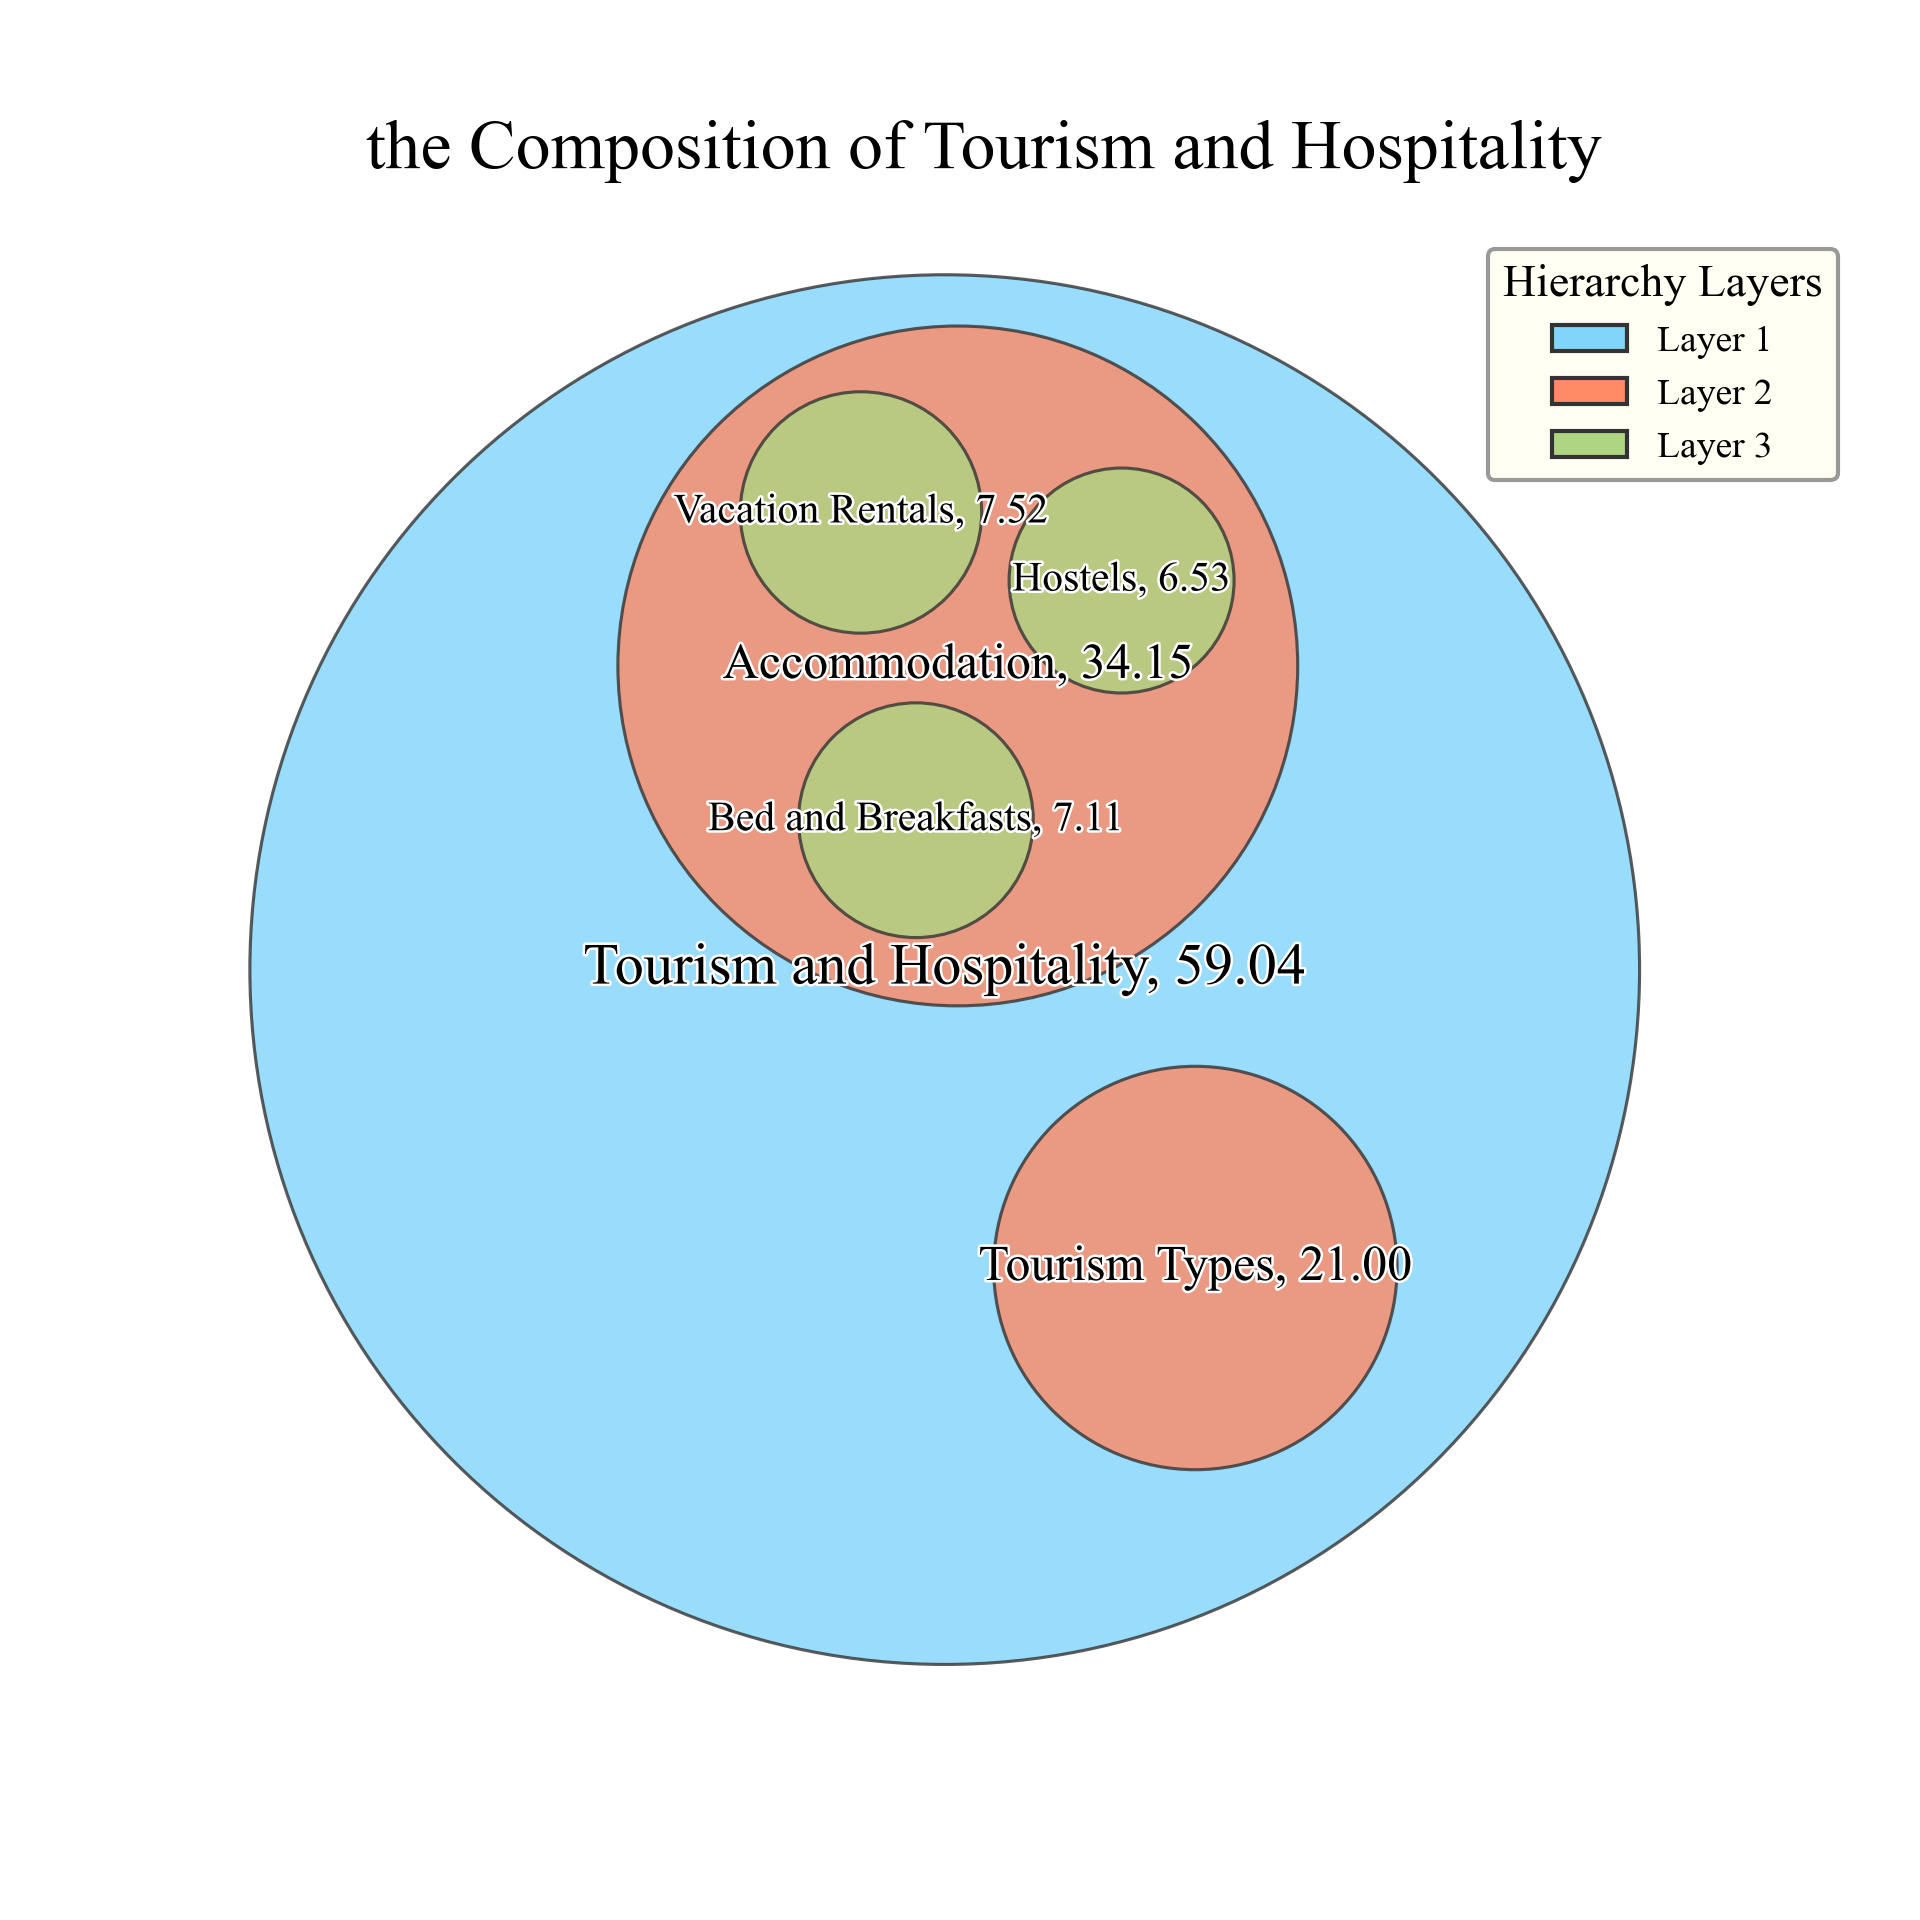 the Composition of Tourism and Hospitality
Hierarchy Layers
Layer 1
Layer 2
Layer 3
Vacation Rentals, 7.52
Hostels, 6.53
Accommodation, 34.15
Bed and Breakfasts, 7.11
Tourism and Hospitality, 59.04
Tourism Types, 21.00